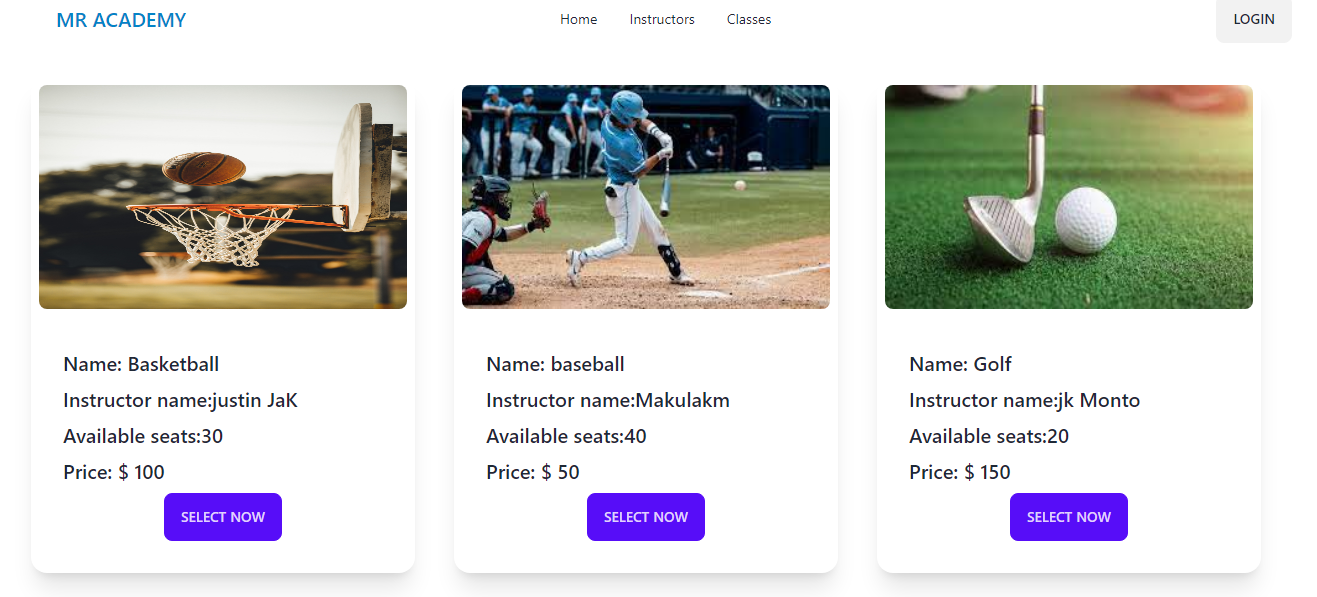 MR ACADEMY
Home
Instructors
Classes
LOGIN
Name: Basketball
Instructor name:justin JaK
Available seats:30
Price: $ 100
SELECT NOW
Name: baseball
Instructor name:Makulakm
Available seats:40
Price: $ 50
SELECT NOW
Name: Golf
Instructor name:jk Monto
Available seats:20
Price: $ 150
SELECT NOW